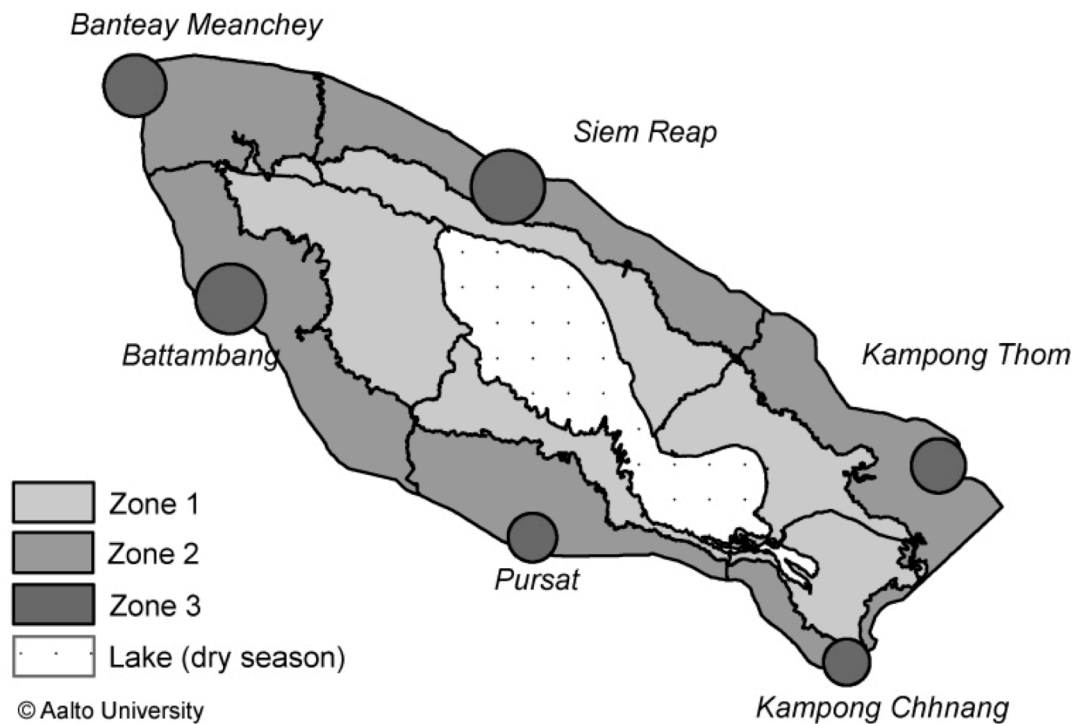 Banteay Meanchey
Siem Reap
Battambang
Kampong Thom
Zone 1
Zone 2
Zone 3
Pursat
Lake (dry season)
© Aalto University
Kampong Chhnang